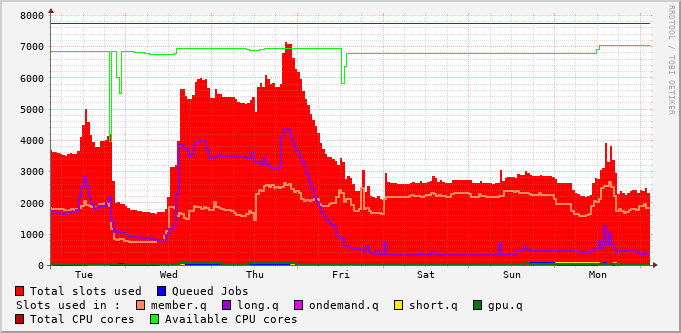 8000
7000
6000
5000
4000
3000
2000
1000
0
Tue Wed Thu Fri Sat Sun Mon
RRDTOOL / TOBI OETIKER
Total slots used Queued Jobs
Slots used in : member.q long.q ondemand.q short.q gpu.q
Total CPU cores Available CPU cores